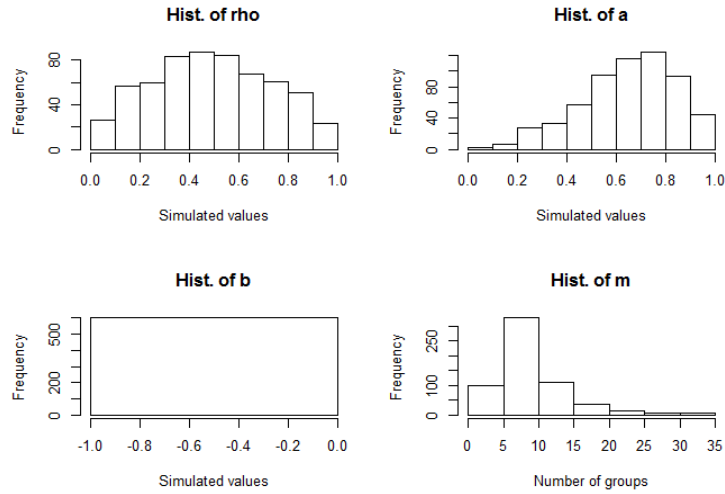 Hist. of rho
Frequency
0 40 80
0.0 0.2 0.4 0.6 0.8 1.0
Simulated values
Hist. of a
Frequency
0 40 80
0.0 0.2 0.4 0.6 0.8 1.0
Simulated values
Hist. of b
Frequency
0 200 500
-1.0 -0.8 -0.6 -0.4 -0.2 0.0
Simulated values
Hist. of m
Frequency
0 100 250
0 5 10 15 20 25 30 35
Number of groups